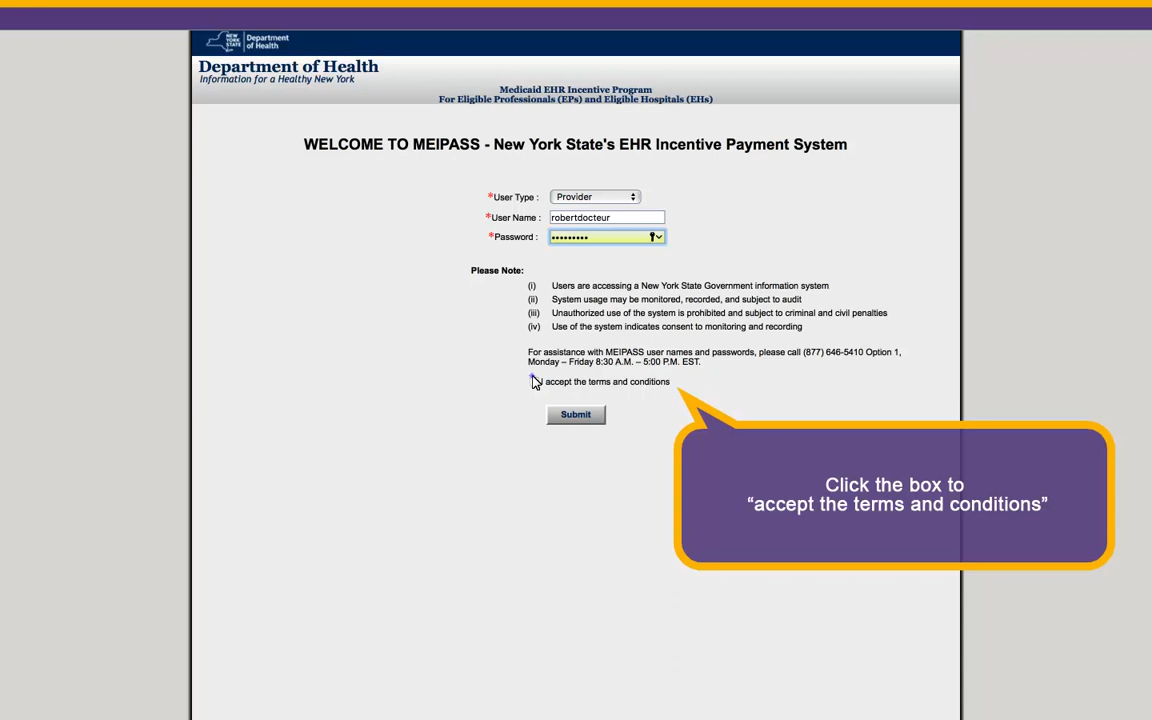 NEW YORK STATE
Department of Health
Department of Health
Information for a Healthy New York
Medicaid EHR Incentive Program
For Eligible Professionals (EPs) and Eligible Hospitals (EHs)
WELCOME TO MEIPASS - New York State's EHR Incentive Payment System
*User Type : Provider
*User Name : robertdocteur
*Password : •••••••••
Please Note:
(i) Users are accessing a New York State Government information system
(ii) System usage may be monitored, recorded, and subject to audit
(iii) Unauthorized use of the system is prohibited and subject to criminal and civil penalties
(iv) Use of the system indicates consent to monitoring and recording
For assistance with MEIPASS user names and passwords, please call (877) 646-5410 Option 1,
Monday – Friday 8:30 A.M. – 5:00 P.M. EST.
I accept the terms and conditions
Submit
Click the box to
“accept the terms and conditions”